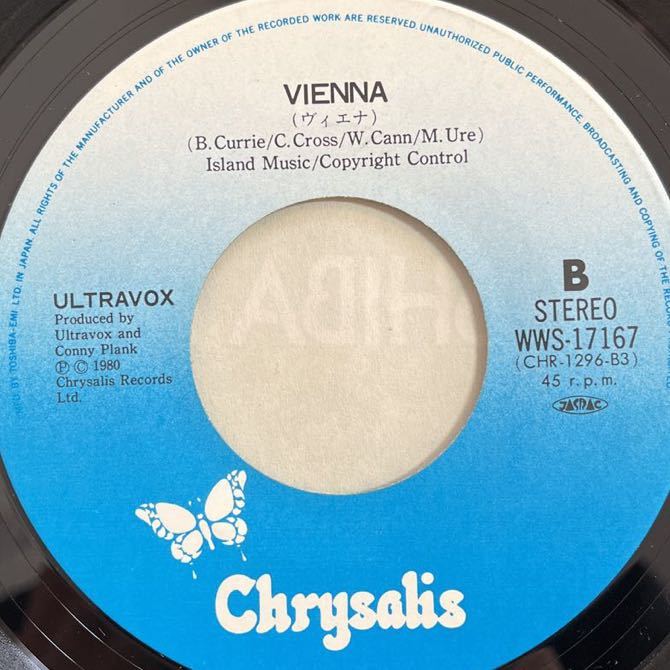 MFD BY TOSHIBA-EMI LTD. IN JAPAN. ALL RIGHTS OF THE MANUFACTURER AND OF THE OWNER OF THE RECORDED WORK ARE RESERVED. UNAUTHORIZED PUBLIC PERFORMANCE, BROADCASTING AND COPYING OF THIS
VIENNA
(ヴィエナ)
(B. Currie/C. Cross/W. Cann/M. Ure)
Island Music/Copyright Control
ULTRAVOX
Produced by
Ultravox and
Conny Plank
Ⓟ © 1980
Chrysalis Records
Ltd.
B
STEREO
WWS-17167
(CHR-1296-B3)
45 r.p.m.
JASRAC
Chrysalis